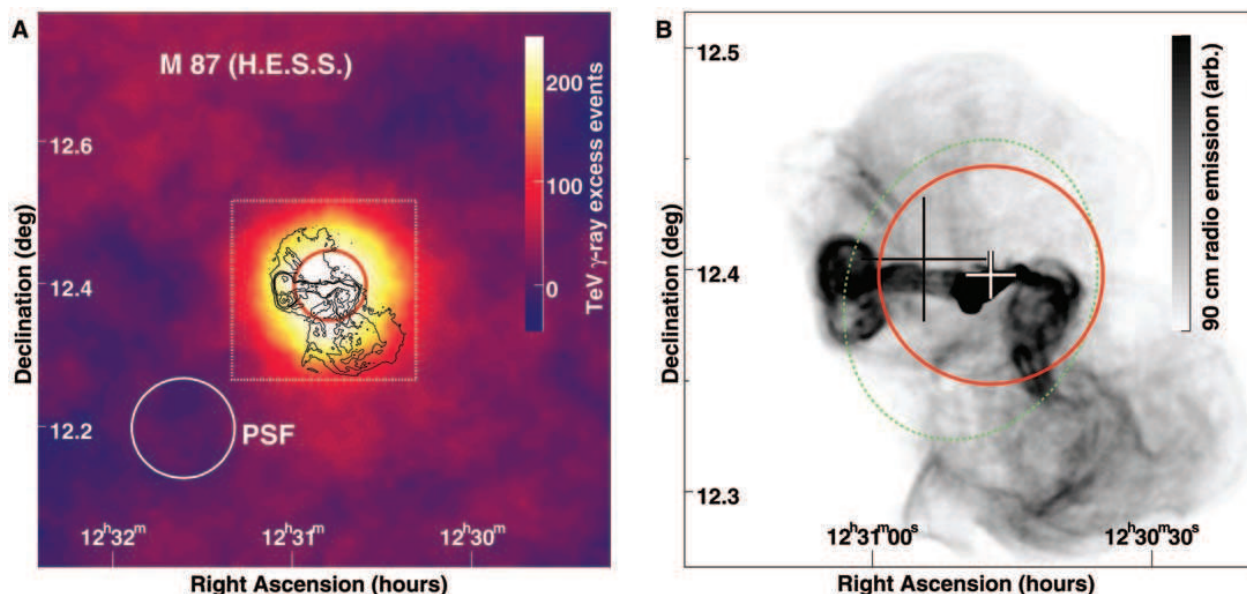 A
M 87 (H.E.S.S.)
200
100
0
TeV γ-ray excess events
12.6
12.4
12.2
Declination (deg)
PSF
12ʰ32ᵐ
12ʰ31ᵐ
12ʰ30ᵐ
Right Ascension (hours)
B
12.5
12.4
12.3
Declination (deg)
90 cm radio emission (arb.)
12ʰ31ᵐ00ˢ
12ʰ30ᵐ30ˢ
Right Ascension (hours)